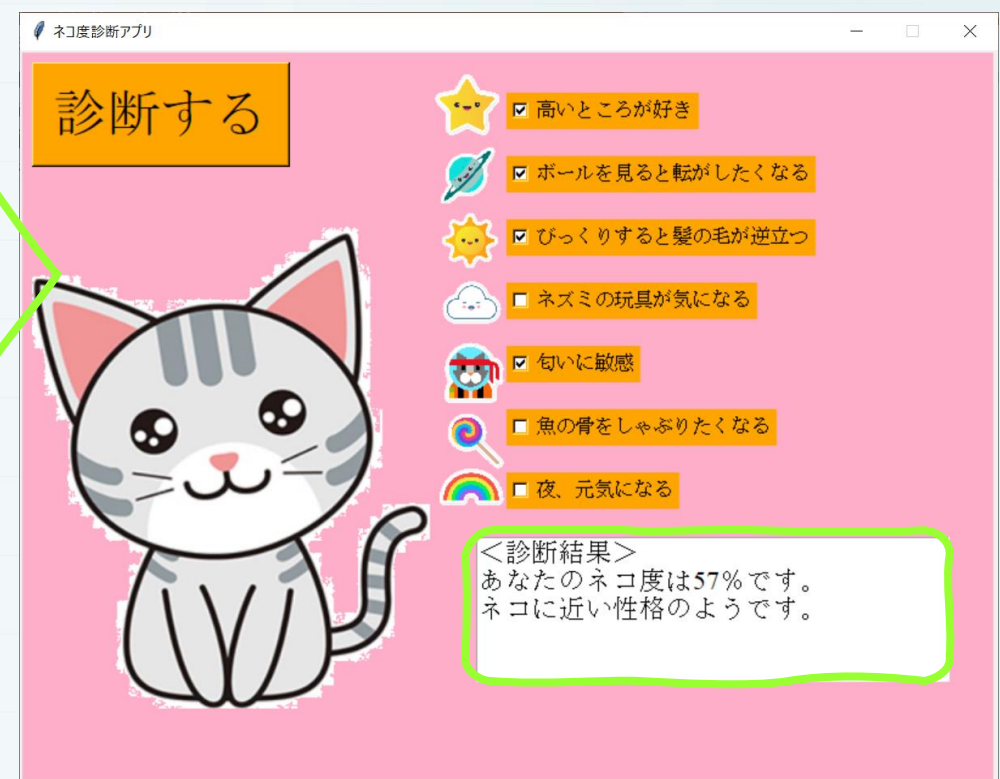 ネコ度診断アプリ
診断する
高いところが好き
ボールを見ると転がしたくなる
びっくりすると髪の毛が逆立つ
ネズミの玩具が気になる
匂いに敏感
魚の骨をしゃぶりたくなる
夜、元気になる
＜診断結果＞
あなたのネコ度は57％です。
ネコに近い性格のようです。